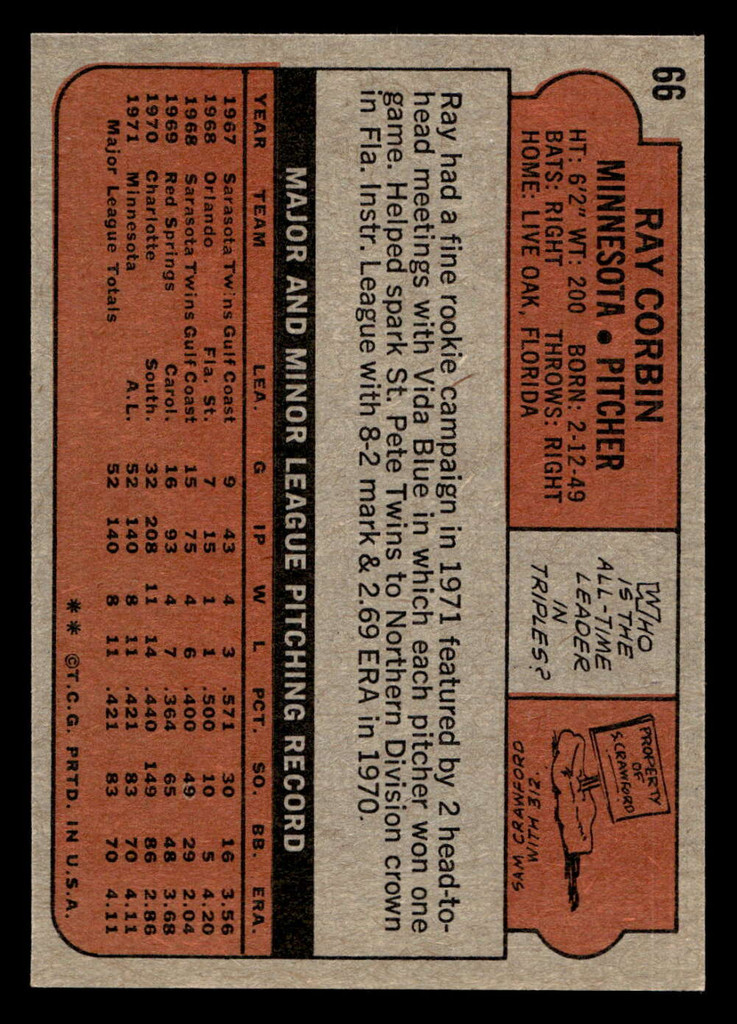 66
RAY CORBIN
MINNESOTA • PITCHER
HT: 6'2" WT: 200 BORN: 2-12-49
BATS: RIGHT THROWS: RIGHT
HOME: LIVE OAK, FLORIDA
WHO
IS THE
ALL-TIME
LEADER
IN
TRIPLES?
PROPERTY
OF
S. CRAWFORD
SAM CRAWFORD
WITH 312.
Ray had a fine rookie campaign in 1971 featured by 2 head-to-
head meetings with Vida Blue in which each pitcher won one
game. Helped spark St. Pete Twins to Northern Division crown
in Fla. Instr. League with 8-2 mark & 2.69 ERA in 1970.
MAJOR AND MINOR LEAGUE PITCHING RECORD
YEAR TEAM LEA. G IP W L PCT. SO. BB. ERA.
1967 Sarasota Twins Gulf Coast 9 43 4 3 .571 30 16 3.56
1968 Orlando Fla. St. 7 15 1 1 .500 10 5 4.20
1968 Sarasota Twins Gulf Coast 15 75 4 6 .400 49 29 2.04
1969 Red Springs Carol. 16 93 4 7 .364 65 48 3.68
1970 Charlotte South. 32 208 11 14 .440 149 86 2.86
1971 Minnesota A.L. 52 140 8 11 .421 83 70 4.11
Major League Totals 52 140 8 11 .421 83 70 4.11
** ©T.C.G. PRTD. IN U.S.A.